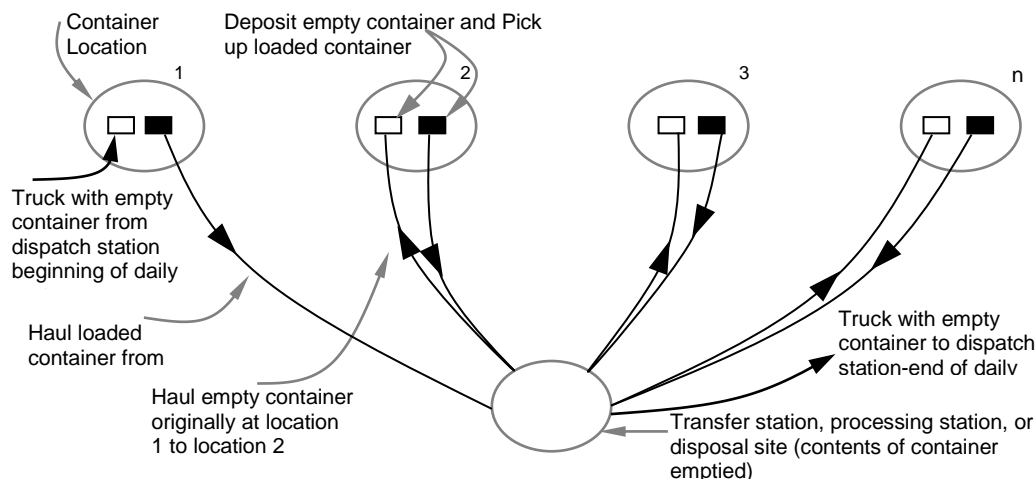 Container
Location
1
Deposit empty container and Pick
up loaded container
2
3
n
Truck with empty
container from
dispatch station
beginning of daily
Haul loaded
container from
Haul empty container
originally at location
1 to location 2
Truck with empty
container to dispatch
station-end of daily
Transfer station, processing station, or
disposal site (contents of container
emptied)